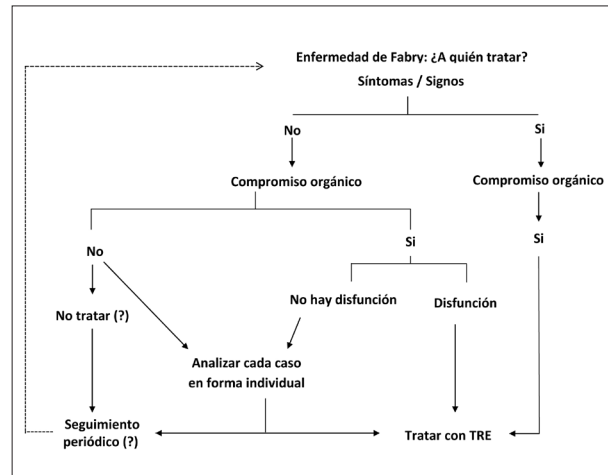 Enfermedad de Fabry: ¿A quién tratar?
Síntomas / Signos
No
Si
Compromiso orgánico
Compromiso orgánico
No
Si
Si
No hay disfunción
Disfunción
No tratar (?)
Analizar cada caso
en forma individual
Seguimiento
periódico (?)
Tratar con TRE